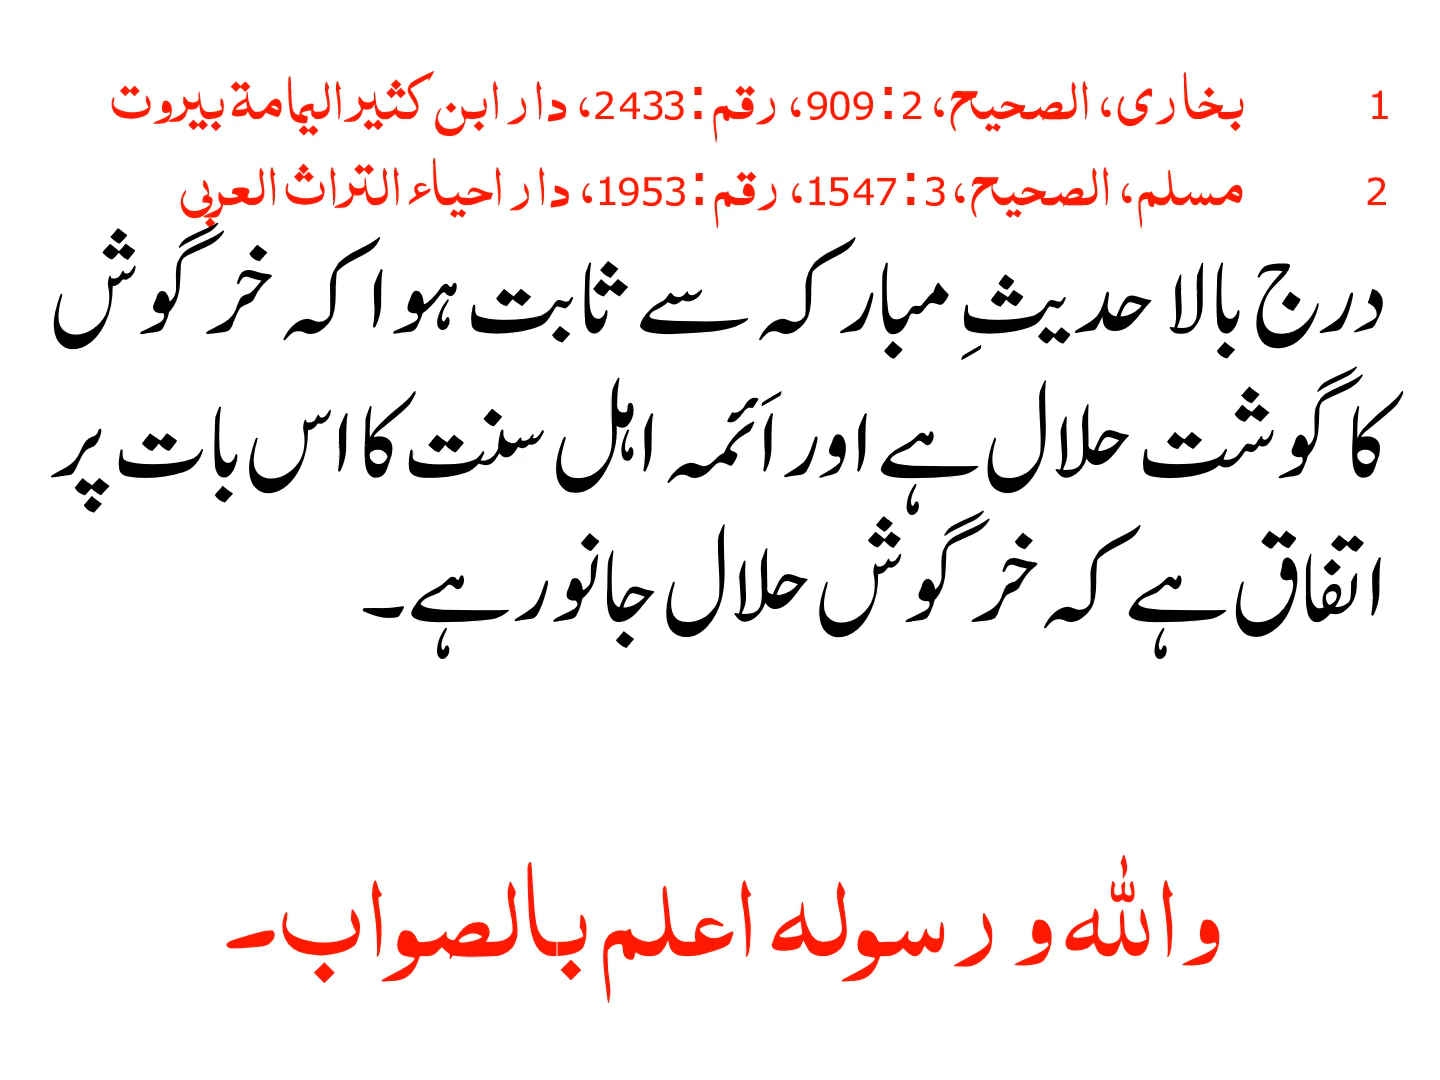 1 بخاری، الصحیح، 2:909، رقم:2433، دار ابن کثیر الیمامة بیروت
2 مسلم، الصحیح، 3:1547، رقم:1953، دار احیاء التراث العربی
درج بالا حدیثِ مبارکہ سے ثابت ہوا کہ خرگوش
کا گوشت حلال ہے اور اَئمہ اہل سنت کا اس بات پر
اتفاق ہے کہ خرگوش حلال جانور ہے۔
واللہ و رسولہ اعلم بالصواب۔